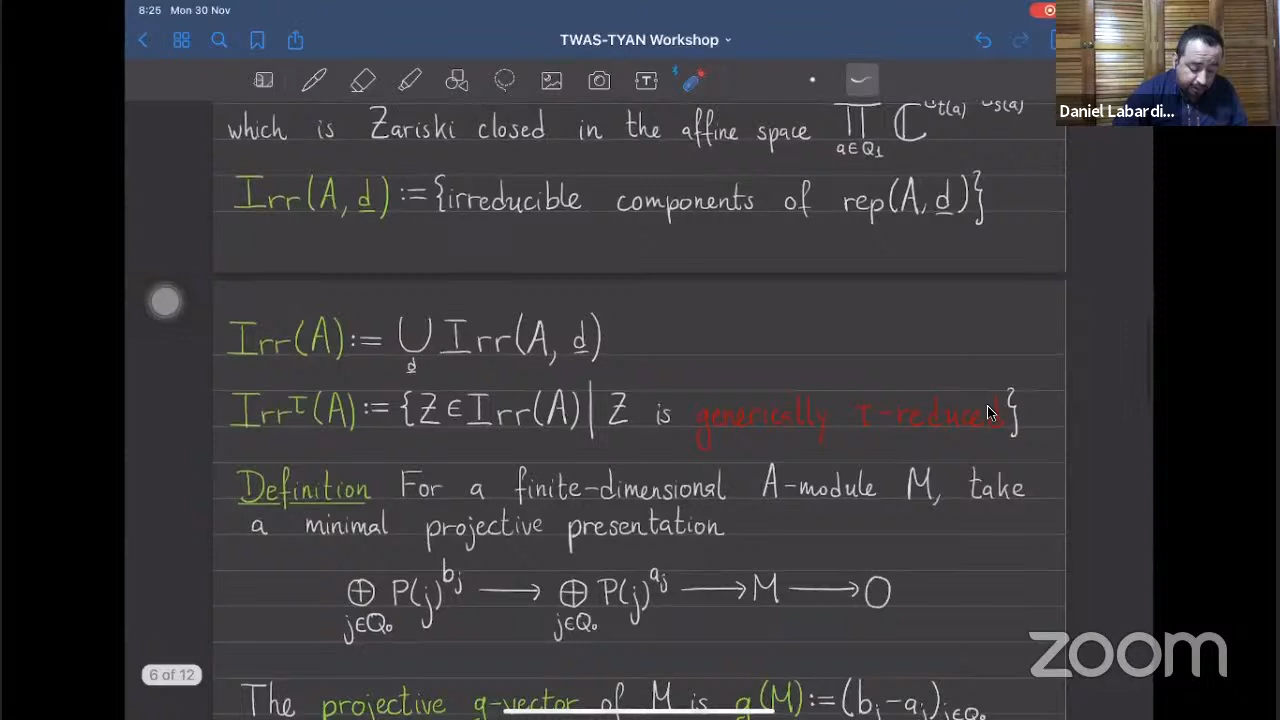 8:25 Mon 30 Nov
TWAS-TYAN Workshop
Daniel Labardi...
which is Zariski closed in the affine space ∏_{a∈Q₁} ℂ^{d_{t(a)} d_{s(a)}}
Irr(A, d) := {irreducible components of rep(A, d)}
Irr(A) := ⋃_d Irr(A, d)
Irr^τ(A) := {Z ∈ Irr(A) | Z is generically τ-reduced}
Definition For a finite-dimensional A-module M, take
a minimal projective presentation
⊕_{j∈Q₀} P(j)^{b_j} ⟶ ⊕_{j∈Q₀} P(j)^{a_j} ⟶ M ⟶ 0
6 of 12
zoom
The projective g-vector of M is g(M) := (b_j - a_j)_{j∈Q₀}